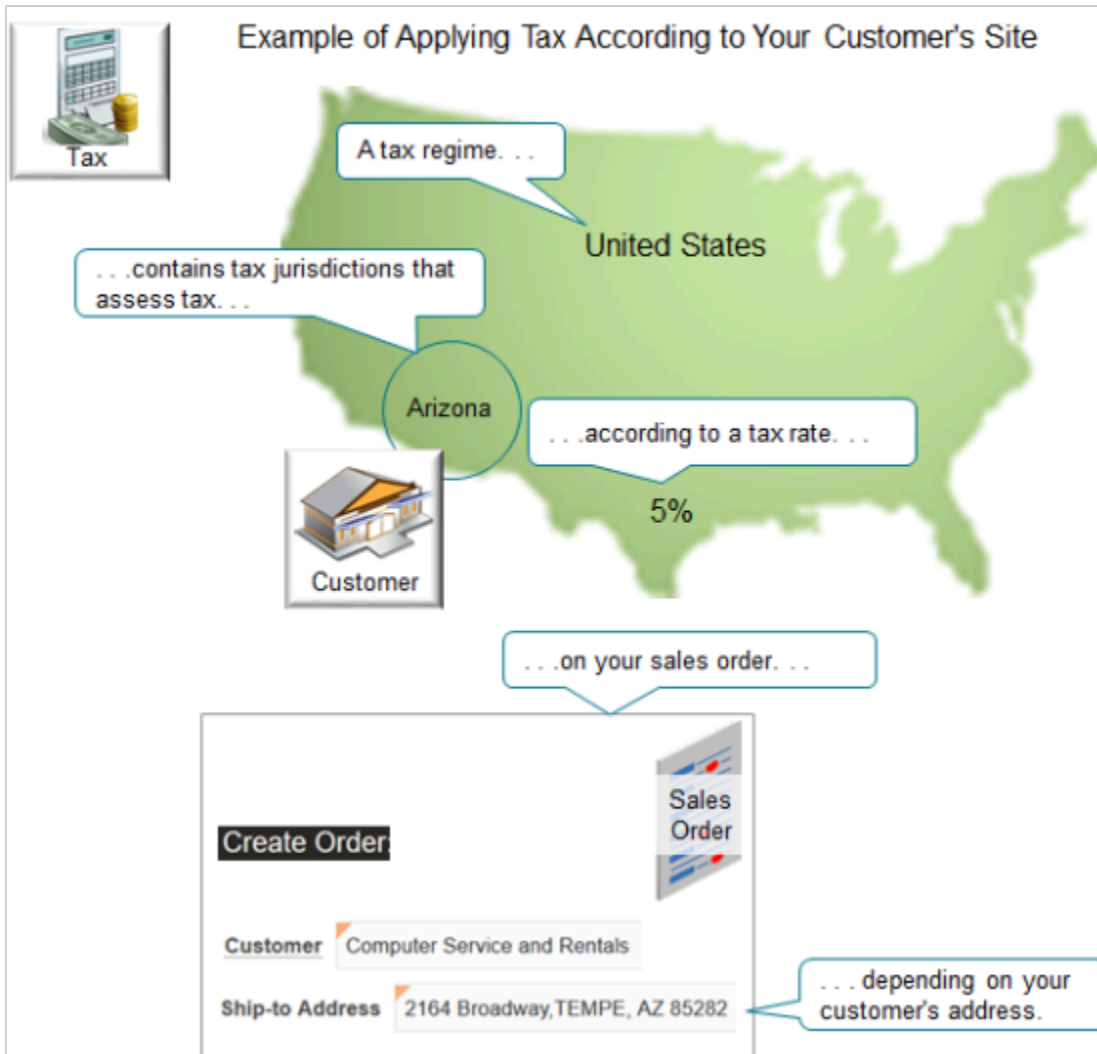 Example of Applying Tax According to Your Customer's Site
Tax
A tax regime. . .
United States
. . .contains tax jurisdictions that
assess tax. . .
Arizona
. . .according to a tax rate. . .
5%
Customer
. . .on your sales order. . .
Sales
Order
Create Order:
Customer Computer Service and Rentals
Ship-to Address 2164 Broadway,TEMPE, AZ 85282
. . . depending on your
customer's address.